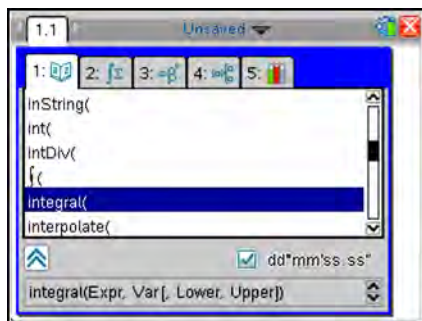 1.1
Unsaved
1: 2: ∫Σ 3: 4: 5:
inString(
int(
intDiv(
∫(
integral(
interpolate(
dd°mm'ss.ss"
integral(Expr, Var[, Lower, Upper])